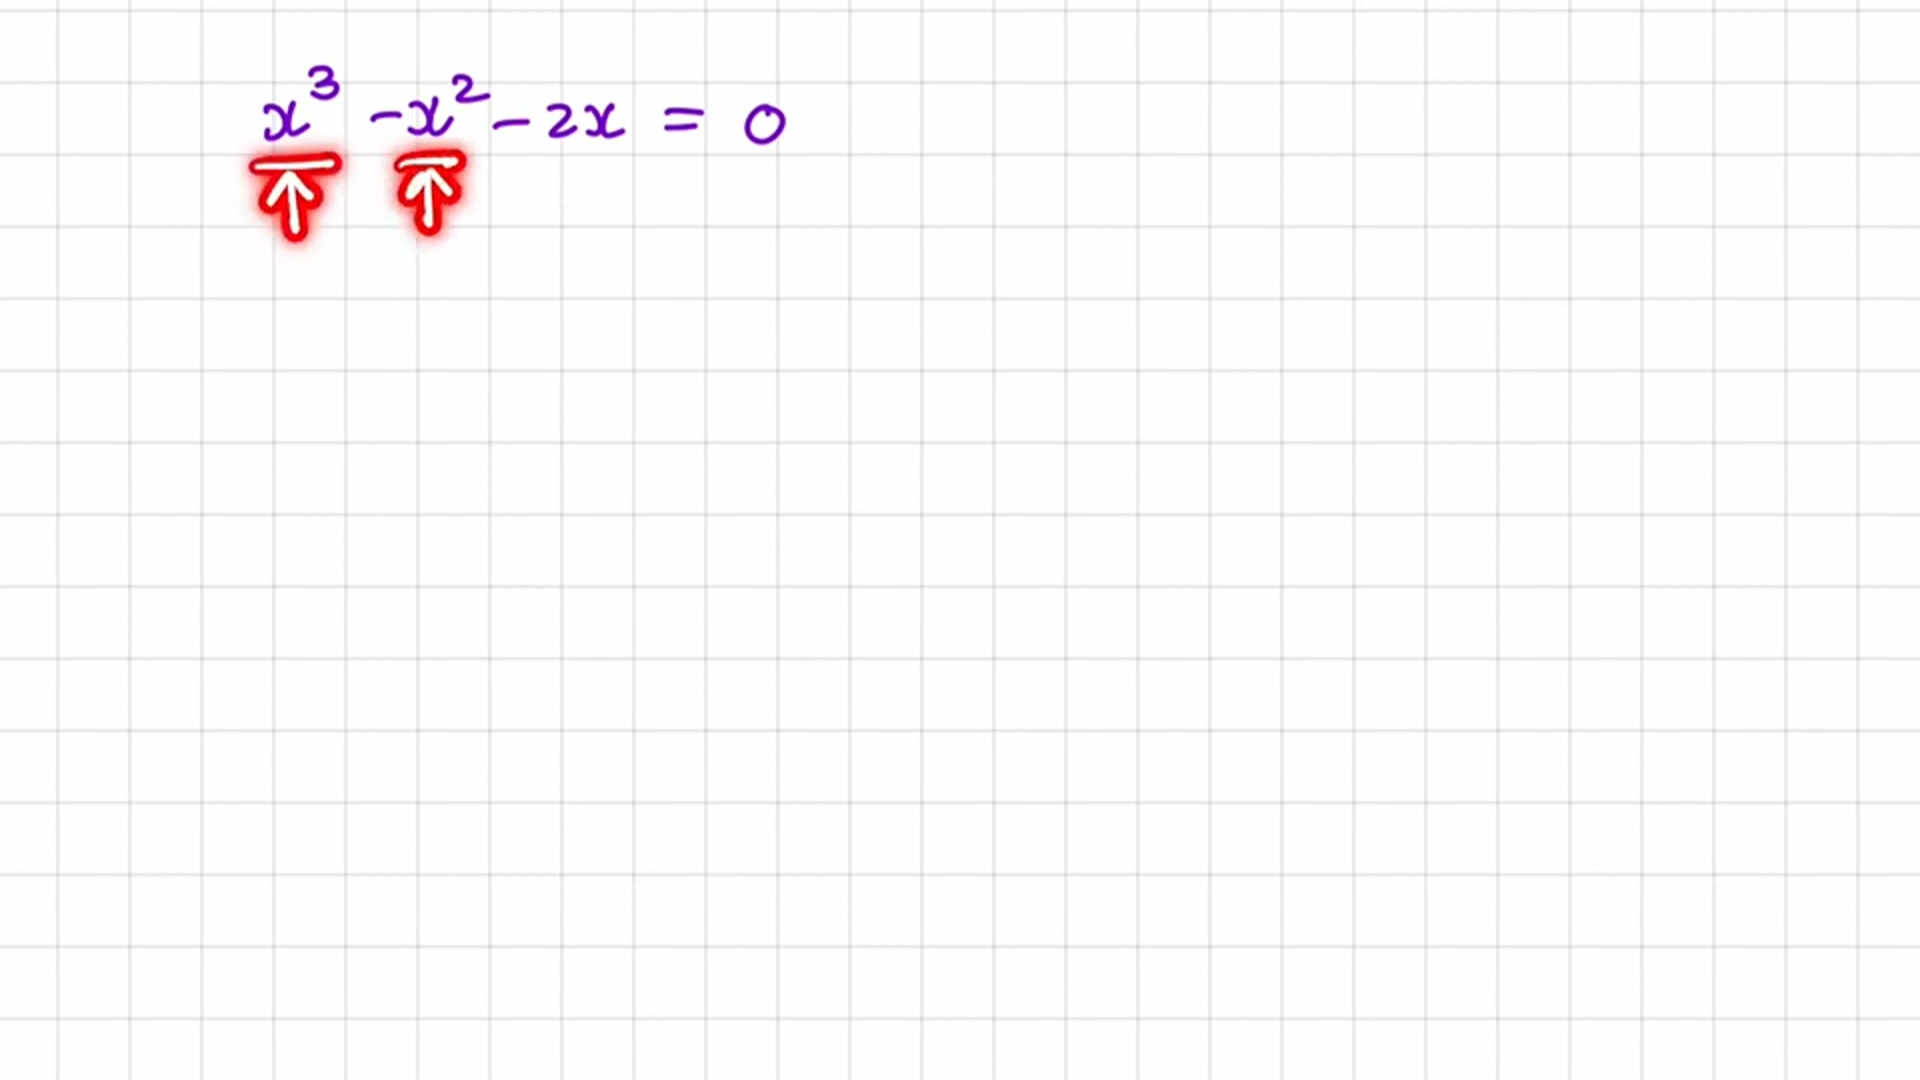 x³ - x² - 2x = 0